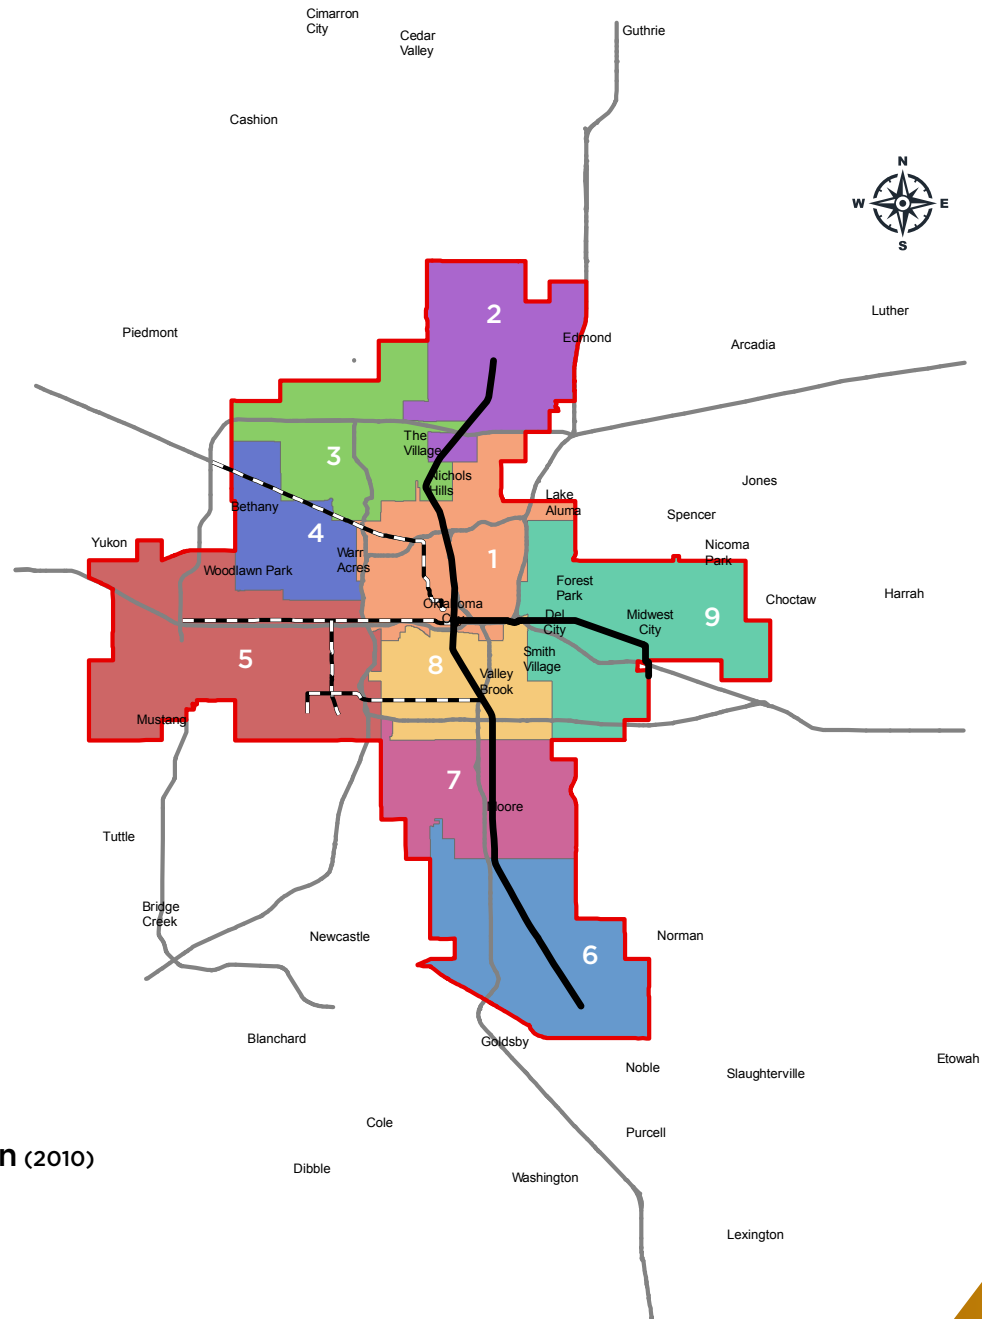 Cimarron
City
Cedar
Valley
Guthrie
Cashion
N
W
E
S
2
Luther
Piedmont
Edmond
Arcadia
The
Village
3
Nichols
Hills
Jones
Bethany
Lake
Aluma
Spencer
4
Yukon
Warr
Acres
1
Nicoma
Park
Woodlawn Park
Forest
Park
Harrah
Choctaw
Oklahoma
City
Del
City
Midwest
City
9
5
8
Smith
Village
Valley
Brook
Mustang
7
Moore
Tuttle
Bridge
Creek
Newcastle
Norman
6
Blanchard
Goldsby
Etowah
Noble
Slaughterville
Cole
Purcell
n (2010)
Dibble
Washington
Lexington